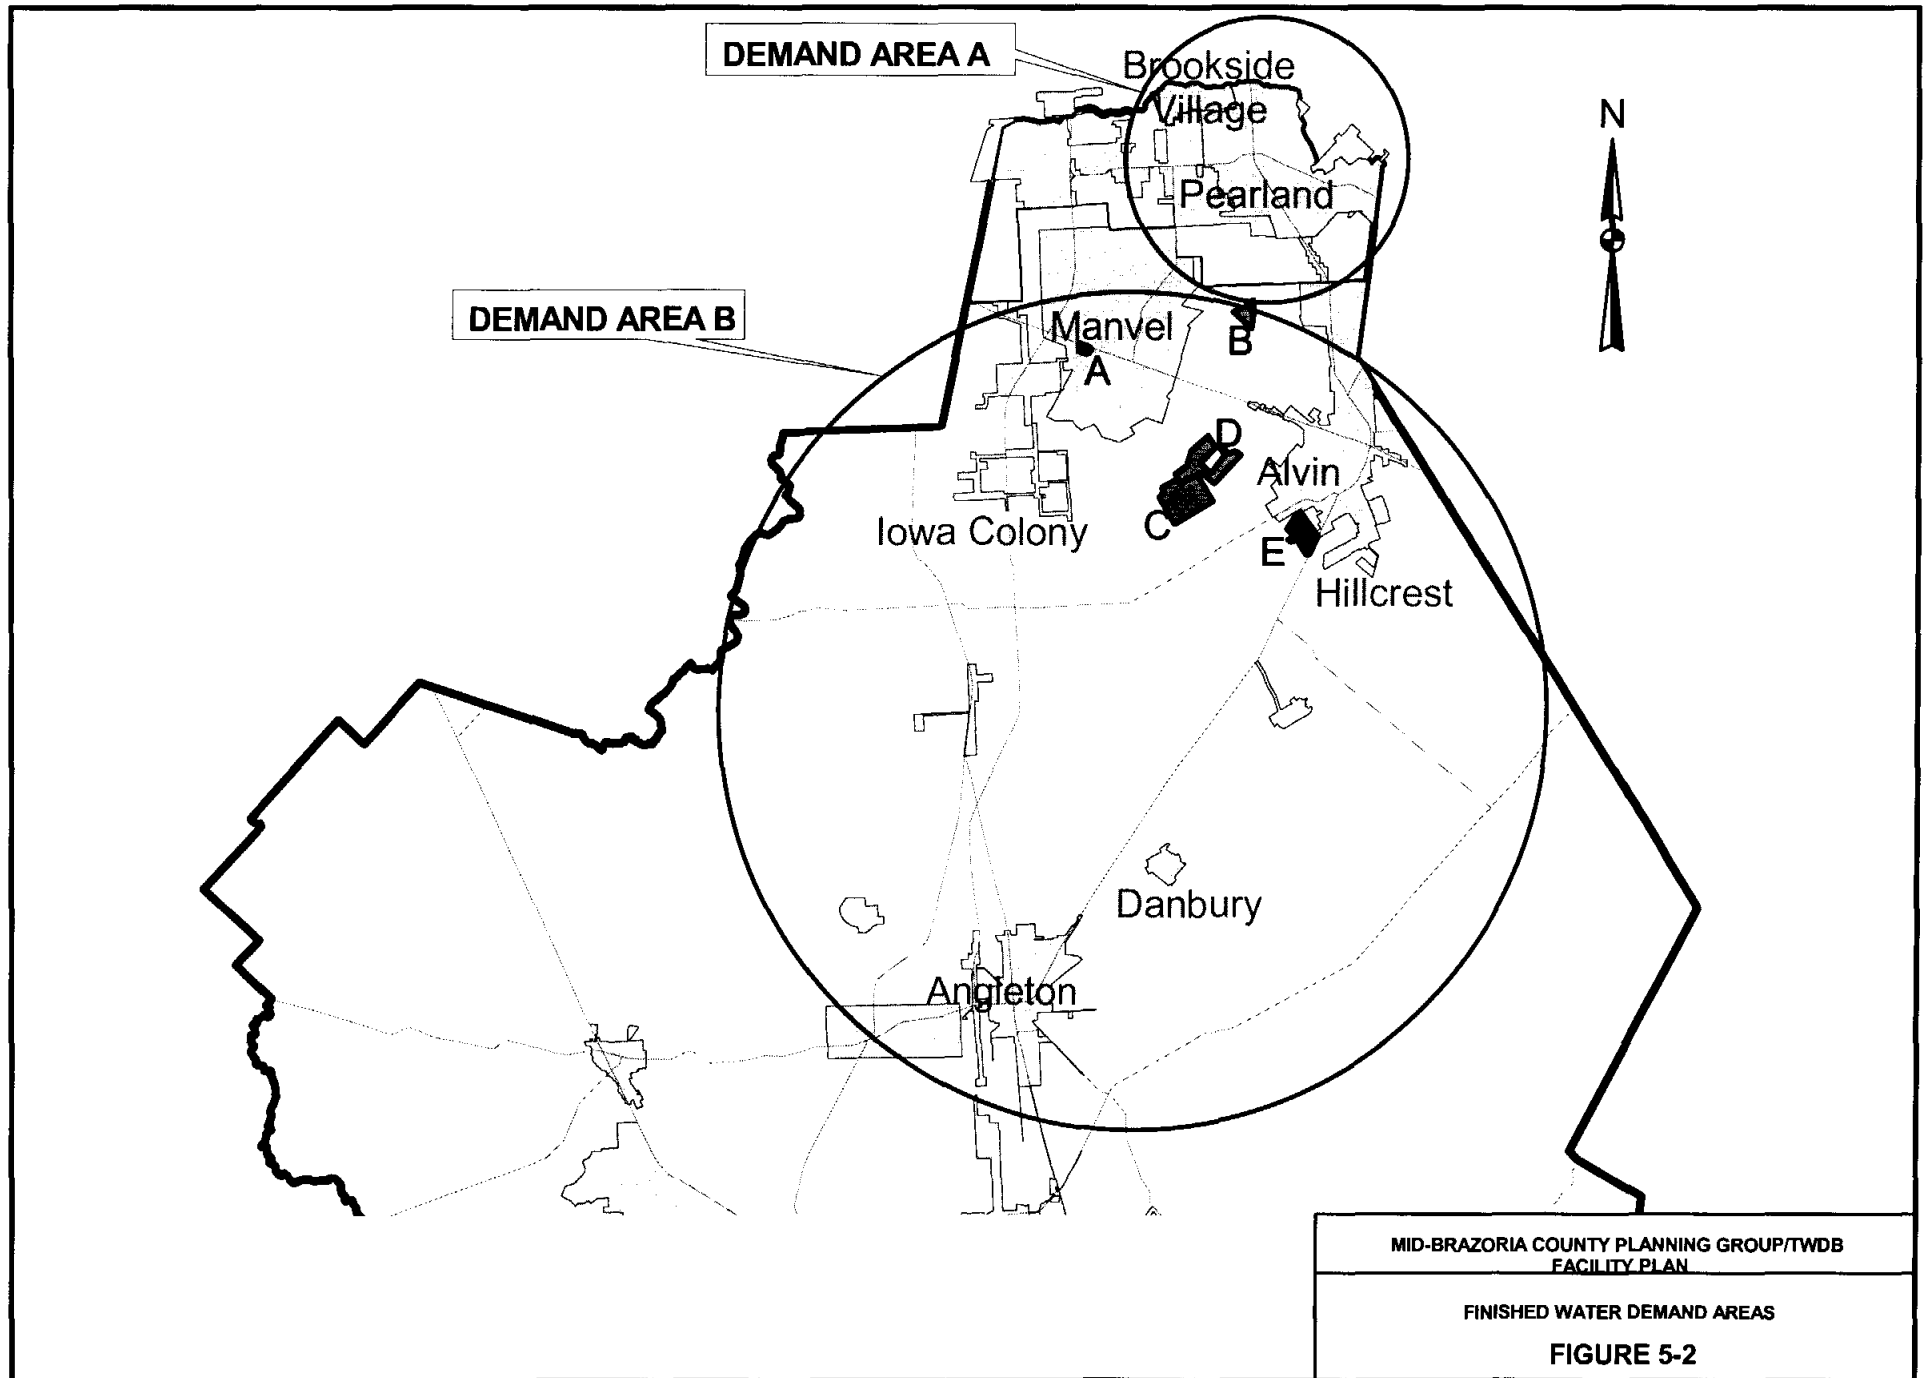 DEMAND AREA A
Brookside
Village
N
Pearland
DEMAND AREA B
Manvel
B
A
D
Alvin
C
Iowa Colony
E
Hillcrest
Danbury
Angleton
MID-BRAZORIA COUNTY PLANNING GROUP/TWDB
FACILITY PLAN
FINISHED WATER DEMAND AREAS
FIGURE 5-2